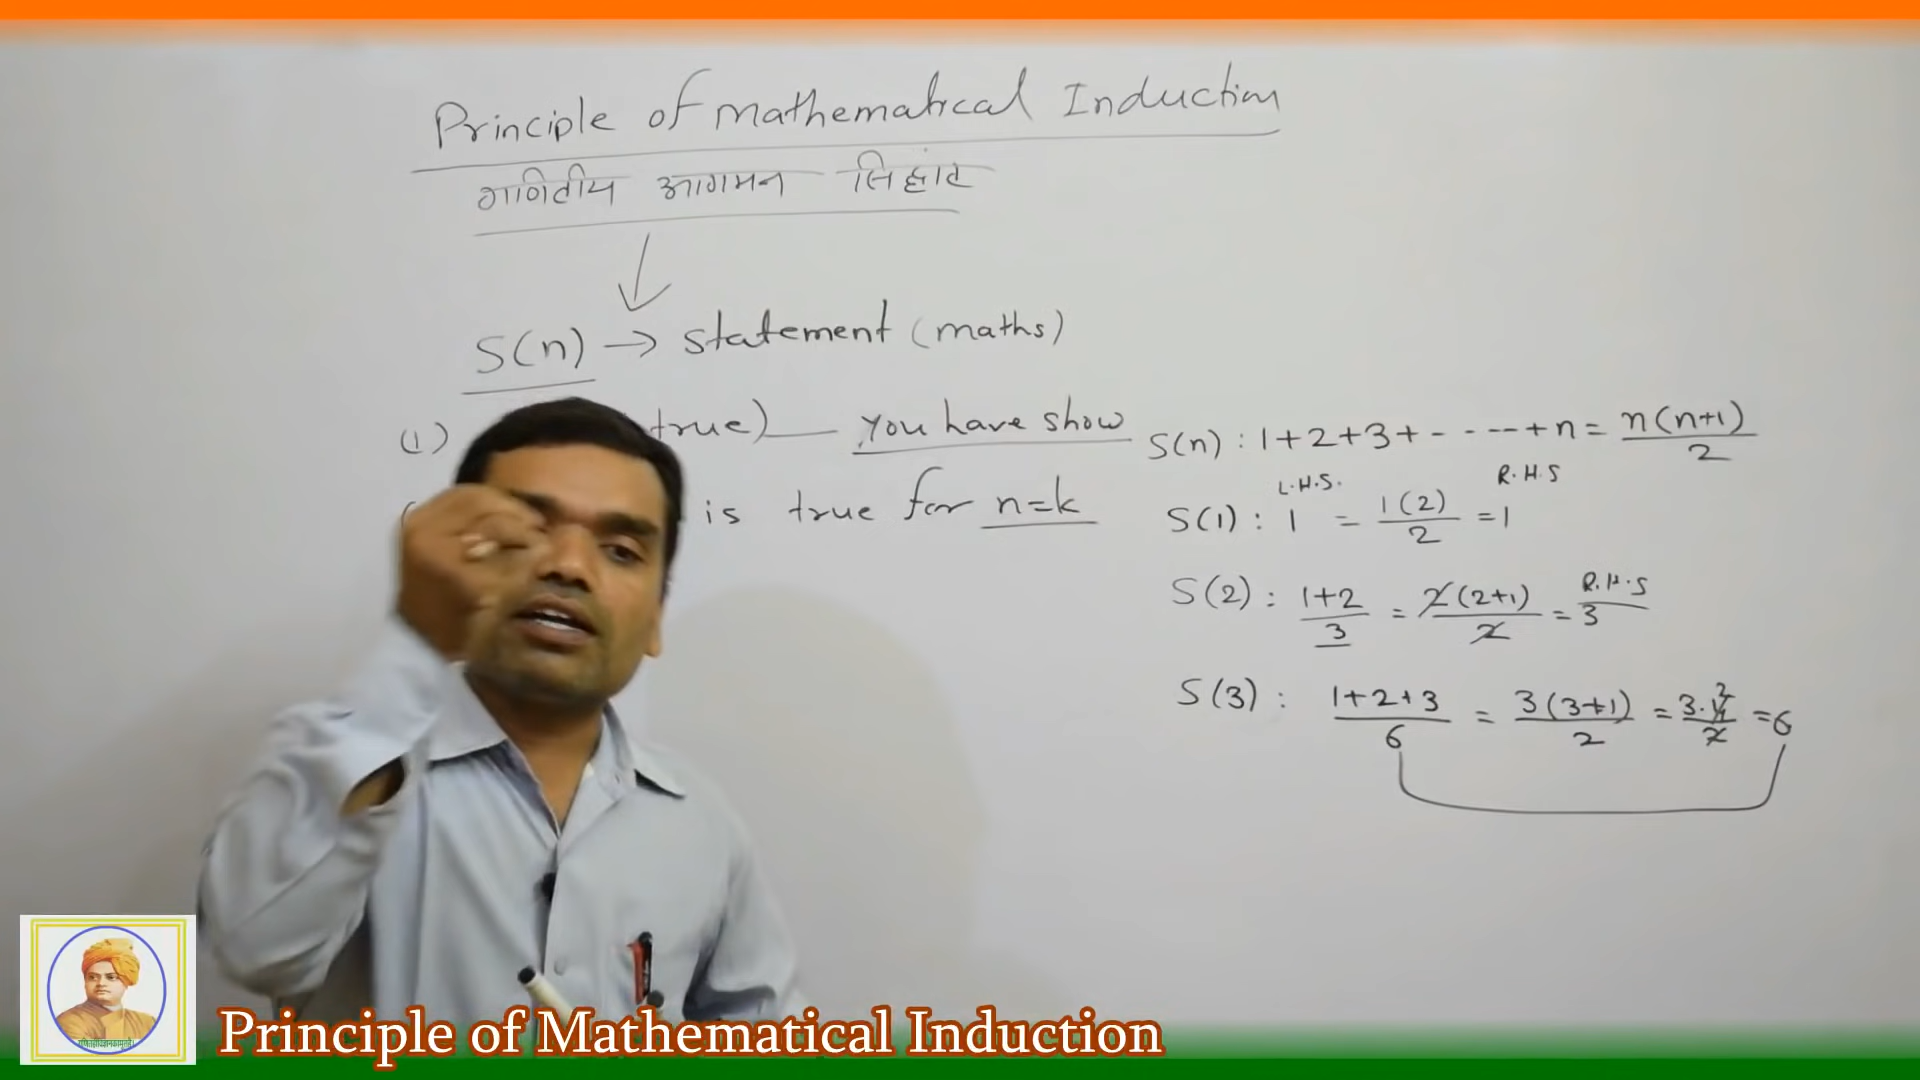 Principle of mathematical Induction
गणितीय आगमन सिद्धांत
S(n) → statement (maths)
(1) true) — you have show
is true for n=k
S(n) : 1+2+3+- - - --+n = n(n+1)/2
L.H.S. R.H.S
S(1) : 1 = 1(2)/2 = 1
R.H.S
S(2) : 1+2/3 = 2(2+1)/2 = 3
S(3) : 1+2+3/6 = 3(3+1)/2 = 3.4/2 = 6
Principle of Mathematical Induction